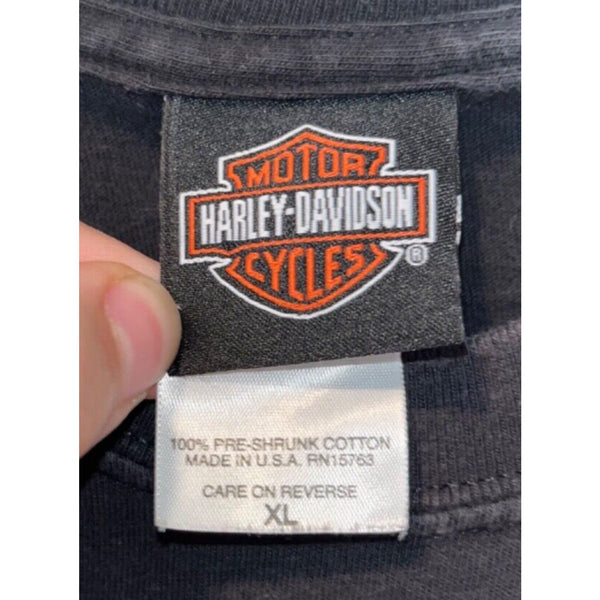 MOTOR
HARLEY-DAVIDSON
CYCLES
®
100% PRE-SHRUNK COTTON
MADE IN U.S.A. RN15763
CARE ON REVERSE
XL